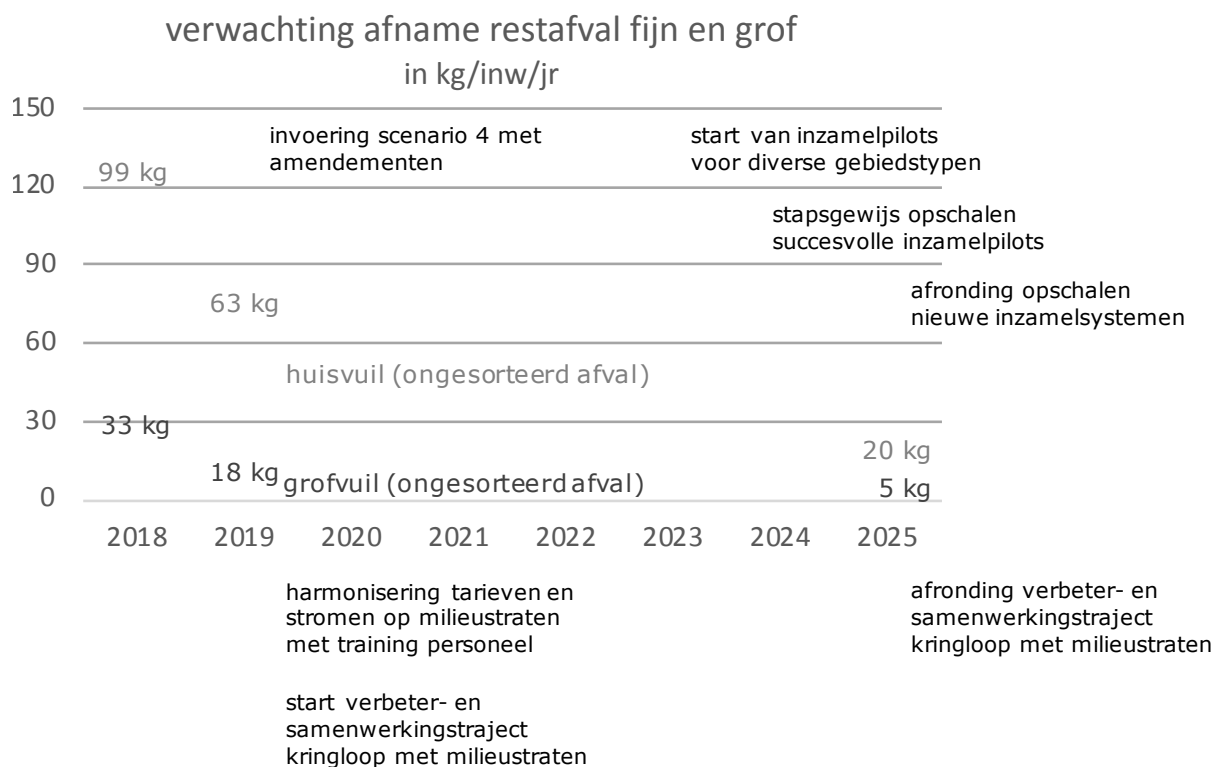 verwachting afname restafval fijn en grof
in kg/inw/jr
150
120
90
60
30
0
99 kg
invoering scenario 4 met
amendementen
start van inzamelpilots
voor diverse gebiedstypen
stapsgewijs opschalen
succesvolle inzamelpilots
63 kg
afronding opschalen
nieuwe inzamelsystemen
huisvuil (ongesorteerd afval)
33 kg
18 kg
grofvuil (ongesorteerd afval)
20 kg
5 kg
2018 2019 2020 2021 2022 2023 2024 2025
harmonisering tarieven en
stromen op milieustraten
met training personeel
afronding verbeter- en
samenwerkingstraject
kringloop met milieustraten
start verbeter- en
samenwerkingstraject
kringloop met milieustraten